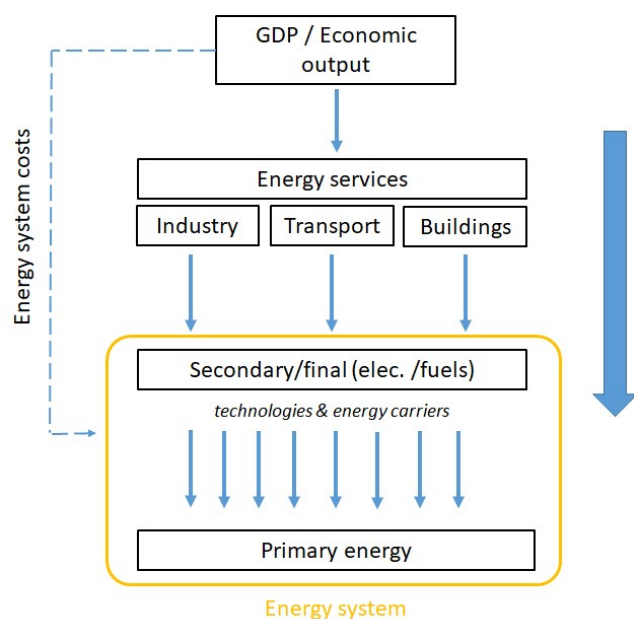 GDP / Economic
output
Energy system costs
Energy services
Industry
Transport
Buildings
Secondary/final (elec. /fuels)
technologies & energy carriers
Primary energy
Energy system